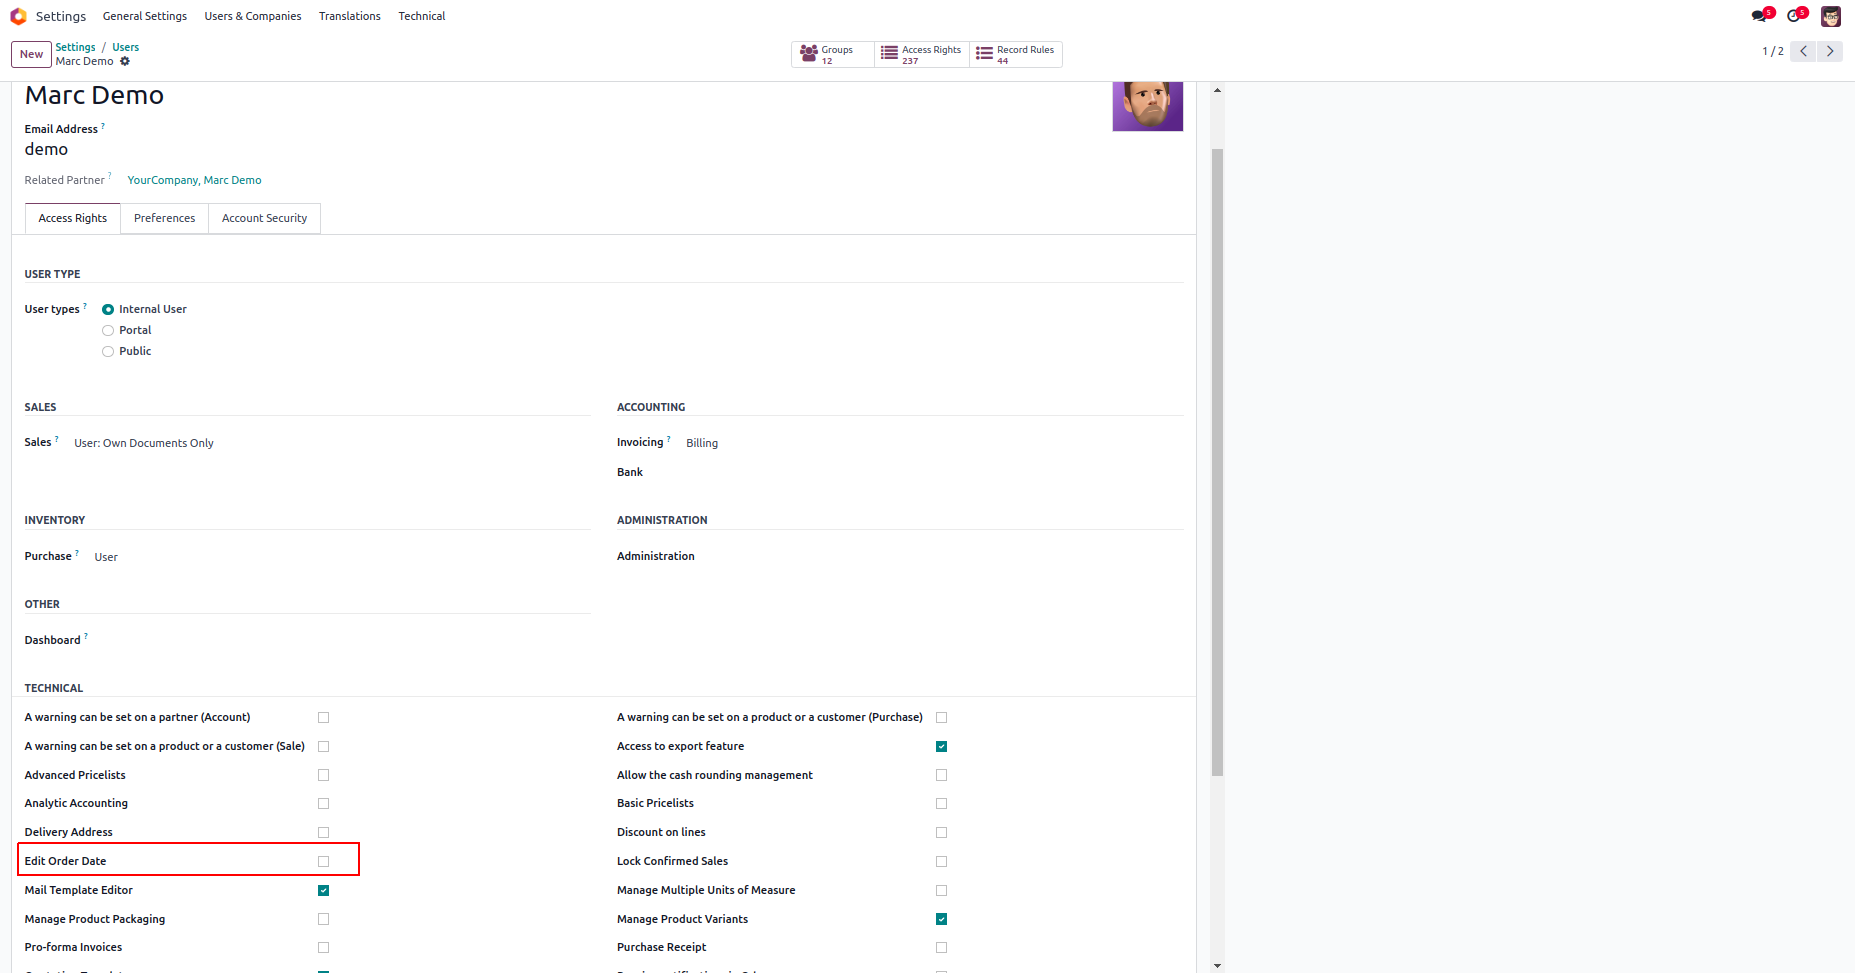 Settings General Settings Users & Companies Translations Technical 5 5
New Settings / Users
Marc Demo
Groups 12 Access Rights 237 Record Rules 44
1 / 2
Marc Demo
Email Address ?
demo
Related Partner ? YourCompany, Marc Demo
Access Rights Preferences Account Security
USER TYPE
User types ? Internal User
Portal
Public
SALES ACCOUNTING
Sales ? User: Own Documents Only Invoicing ? Billing
Bank
INVENTORY ADMINISTRATION
Purchase ? User Administration
OTHER
Dashboard ?
TECHNICAL
A warning can be set on a partner (Account) A warning can be set on a product or a customer (Purchase)
A warning can be set on a product or a customer (Sale) Access to export feature
Advanced Pricelists Allow the cash rounding management
Analytic Accounting Basic Pricelists
Delivery Address Discount on lines
Edit Order Date Lock Confirmed Sales
Mail Template Editor Manage Multiple Units of Measure
Manage Product Packaging Manage Product Variants
Pro-forma Invoices Purchase Receipt